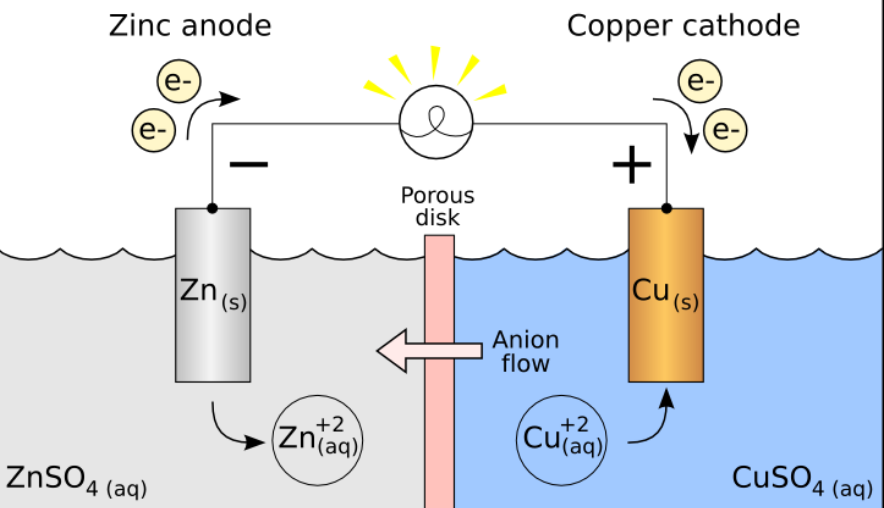 Zinc anode
Copper cathode
e-
e-
e-
e-
−
+
Porous
disk
Zn(s)
Cu(s)
Anion
flow
Zn+2(aq)
Cu+2(aq)
ZnSO4 (aq)
CuSO4 (aq)